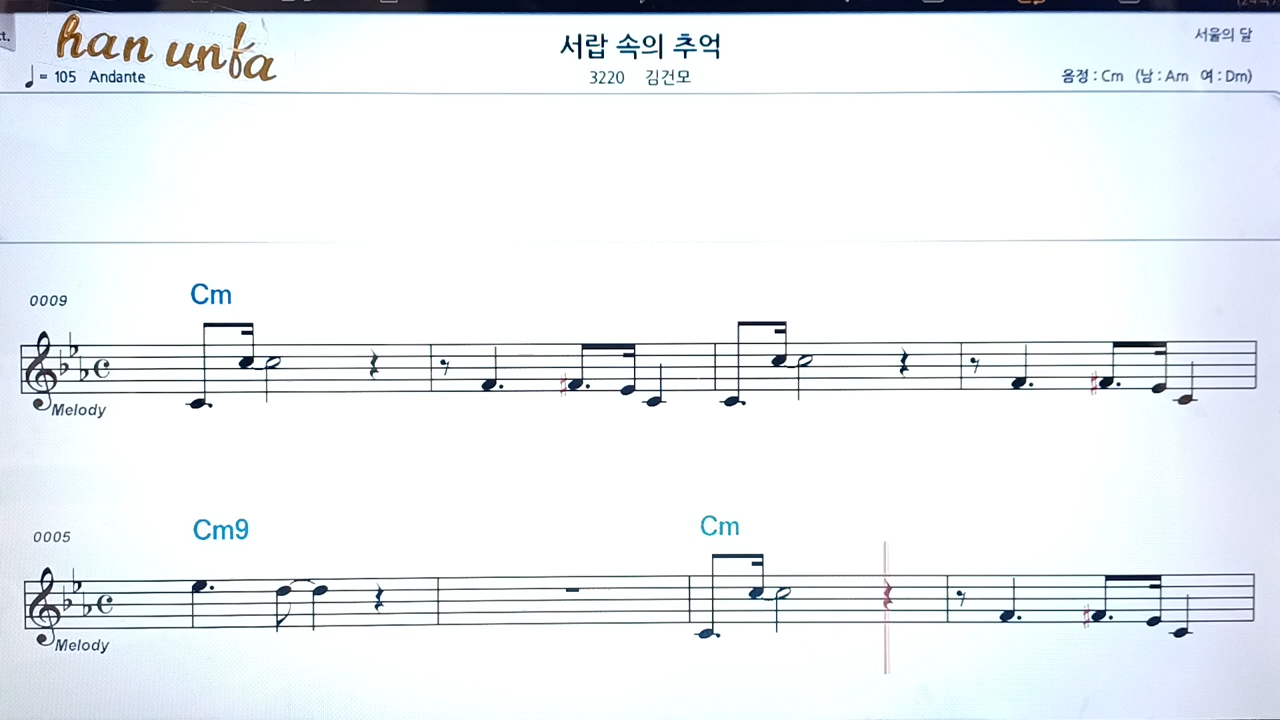 ct.
han unfa
♩ = 105 Andante
서랍 속의 추억
3220 김건모
서울의 달
음정 : Cm (남 : Am 여 : Dm)
0009
Cm
Melody
0005
Cm9
Cm
Melody